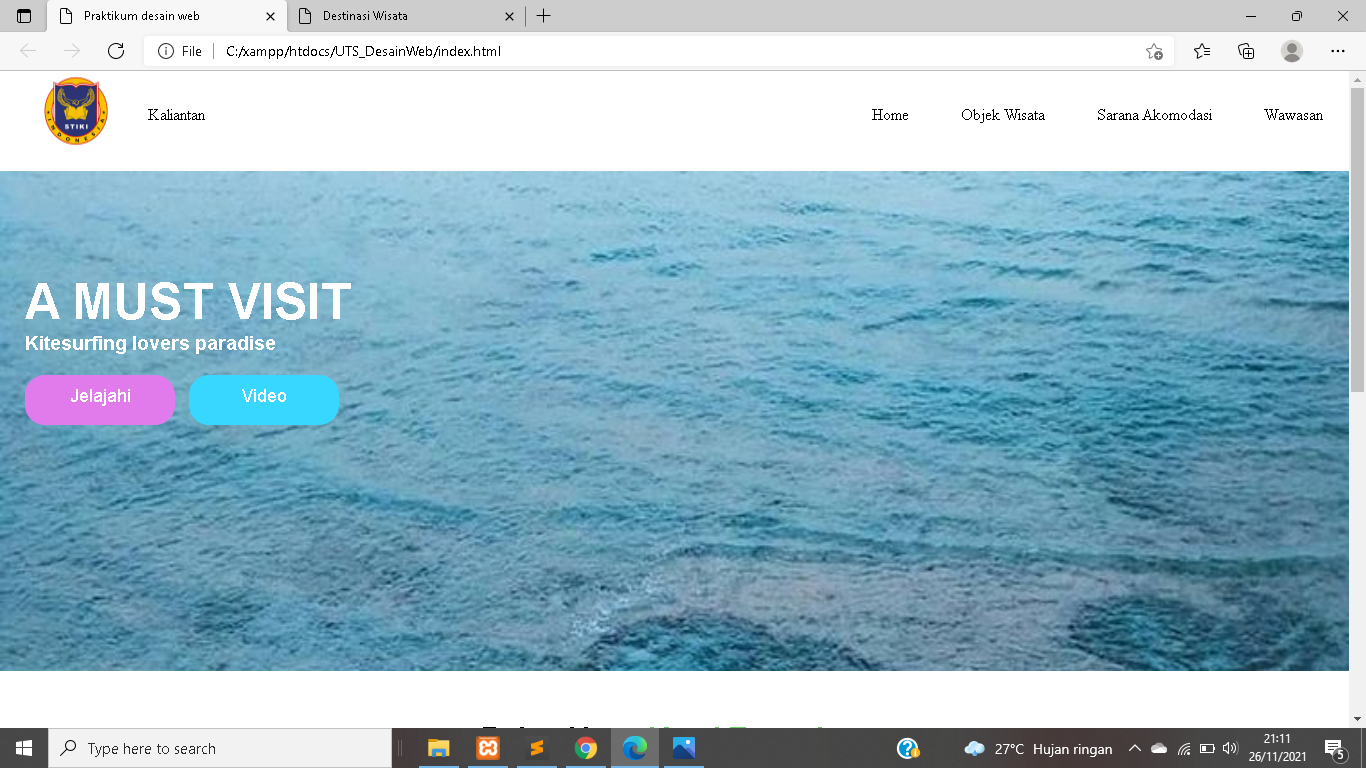 Praktikum desain web
Destinasi Wisata
File
C:/xampp/htdocs/UTS_DesainWeb/index.html
STIKI
INDONESIA
Kaliantan
Home
Objek Wisata
Sarana Akomodasi
Wawasan
A MUST VISIT
Kitesurfing lovers paradise
Jelajahi
Video
Type here to search
27°C Hujan ringan
21:11
26/11/2021
5